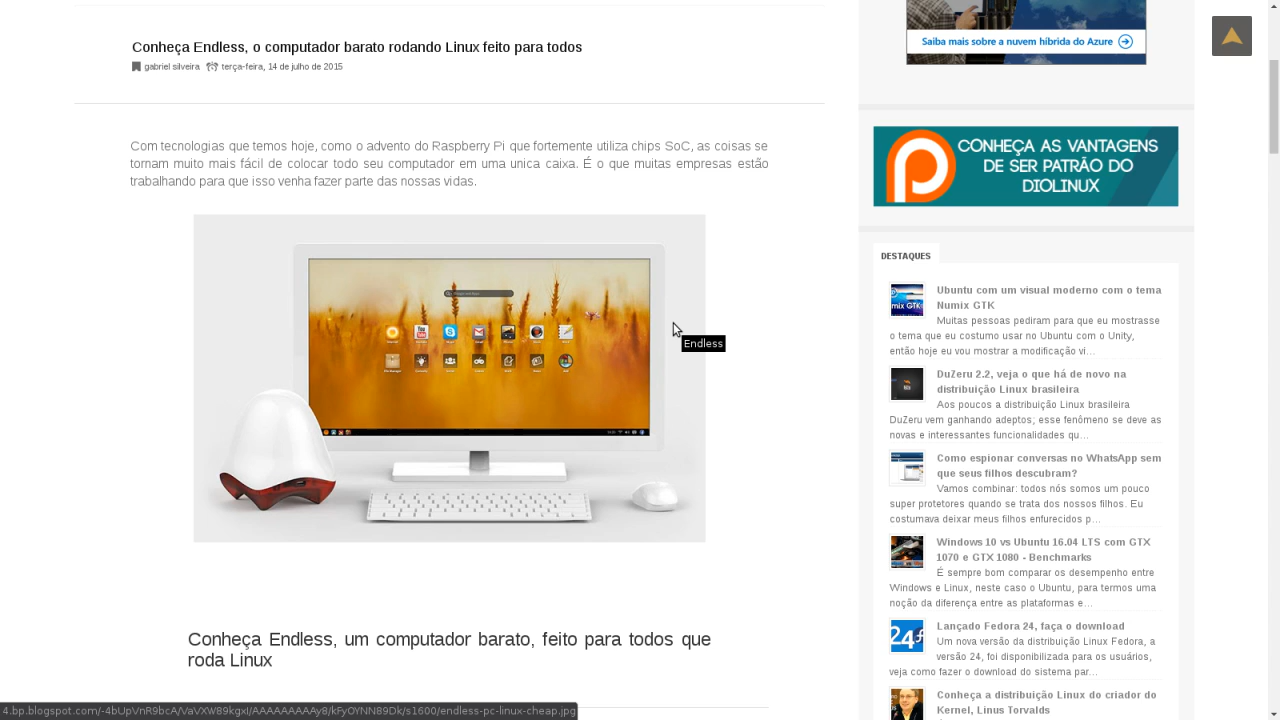 Conheça Endless, o computador barato rodando Linux feito para todos
gabriel silveira terça-feira, 14 de julho de 2015
Com tecnologias que temos hoje, como o advento do Raspberry Pi que fortemente utiliza chips SoC, as coisas se
tornam muito mais fácil de colocar todo seu computador em uma unica caixa. É o que muitas empresas estão
trabalhando para que isso venha fazer parte das nossas vidas.
Endless
Conheça Endless, um computador barato, feito para todos que
roda Linux
4.bp.blogspot.com/-4bUpVnR9bcA/VaVXW89kgxI/AAAAAAAAAy8/kFyOYNN89Dk/s1600/endless-pc-linux-cheap.jpg
Saiba mais sobre a nuvem híbrida do Azure
CONHEÇA AS VANTAGENS
DE SER PATRÃO DO
DIOLINUX
DESTAQUES
Ubuntu com um visual moderno com o tema
Numix GTK
Muitas pessoas pediram para que eu mostrasse
o tema que eu costumo usar no Ubuntu com o Unity,
então hoje eu vou mostrar a modificação vi...
DuZeru 2.2, veja o que há de novo na
distribuição Linux brasileira
Aos poucos a distribuição Linux brasileira
DuZeru vem ganhando adeptos; esse fenômeno se deve as
novas e interessantes funcionalidades qu...
Como espionar conversas no WhatsApp sem
que seus filhos descubram?
Vamos combinar: todos nós somos um pouco
super protetores quando se trata dos nossos filhos. Eu
costumava deixar meus filhos enfurecidos p...
Windows 10 vs Ubuntu 16.04 LTS com GTX
1070 e GTX 1080 - Benchmarks
É sempre bom comparar os desempenho entre
Windows e Linux, neste caso o Ubuntu, para termos uma
noção da diferença entre as plataformas e...
Lançado Fedora 24, faça o download
Um nova versão da distribuição Linux Fedora, a
versão 24, foi disponibilizada para os usuários,
veja como fazer o download do sistema par...
Conheça a distribuição Linux do criador do
Kernel, Linus Torvalds